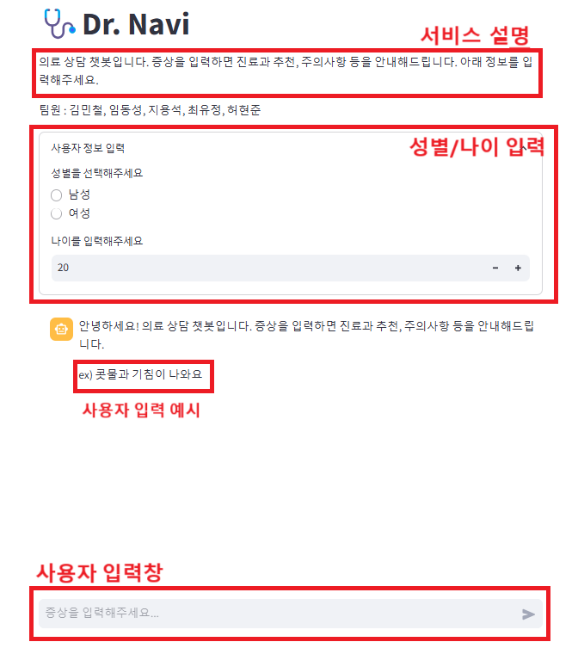 Dr. Navi
서비스 설명
의료 상담 챗봇입니다. 증상을 입력하면 진료과 추천, 주의사항 등을 안내해드립니다. 아래 정보를 입
력해주세요.
팀원 : 김민철, 임동성, 지용석, 최유정, 허현준
사용자 정보 입력
성별/나이 입력
성별을 선택해주세요
남성
여성
나이를 입력해주세요
20 - +
안녕하세요! 의료 상담 챗봇입니다. 증상을 입력하면 진료과 추천, 주의사항 등을 안내해드립
니다.
ex) 콧물과 기침이 나와요
사용자 입력 예시
사용자 입력창
증상을 입력해주세요...